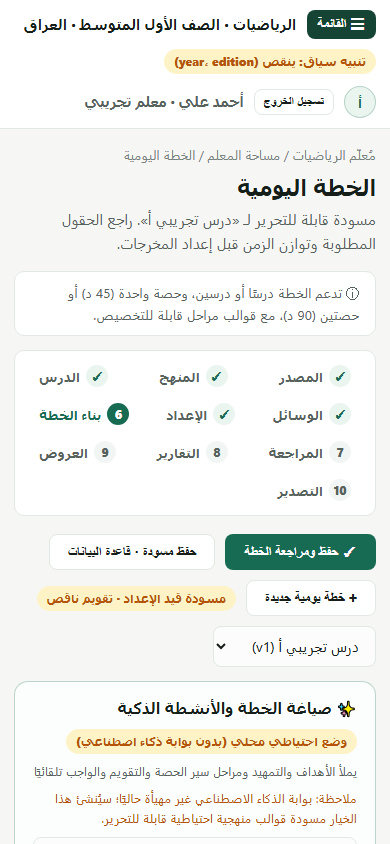 ☰ القائمة
الرياضيات · الصف الأول المتوسط · العراق
تنبيه سياق: ينقص (year، edition)
أ
تسجيل الخروج
أحمد علي · معلم تجريبي
مُعلّم الرياضيات / مساحة المعلم / الخطة اليومية
الخطة اليومية
مسودة قابلة للتحرير لـ «درس تجريبي أ». راجع الحقول
المطلوبة وتوازن الزمن قبل إعداد المخرجات.
ⓘ تدعم الخطة درسًا أو درسين، وحصة واحدة (45 د) أو
حصتين (90 د)، مع قوالب مراحل قابلة للتخصيص.
✓ المصدر
✓ المنهج
✓ الدرس
✓ الوسائل
✓ الإعداد
6 بناء الخطة
7 المراجعة
8 التقارير
9 العروض
10 التصدير
✓ حفظ ومراجعة الخطة
حفظ مسودة · قاعدة البيانات
+ خطة يومية جديدة
مسودة قيد الإعداد · تقويم ناقص
درس تجريبي أ (v1)
✨ صياغة الخطة والأنشطة الذكية
وضع احتياطي محلي (بدون بوابة ذكاء اصطناعي)
يملأ الأهداف والتمهيد ومراحل سير الحصة والتقويم والواجب تلقائيًا
ملاحظة: بوابة الذكاء الاصطناعي غير مهيأة حاليًا؛ سيُنشئ هذا
الخيار مسودة قوالب منهجية احتياطية قابلة للتحرير.